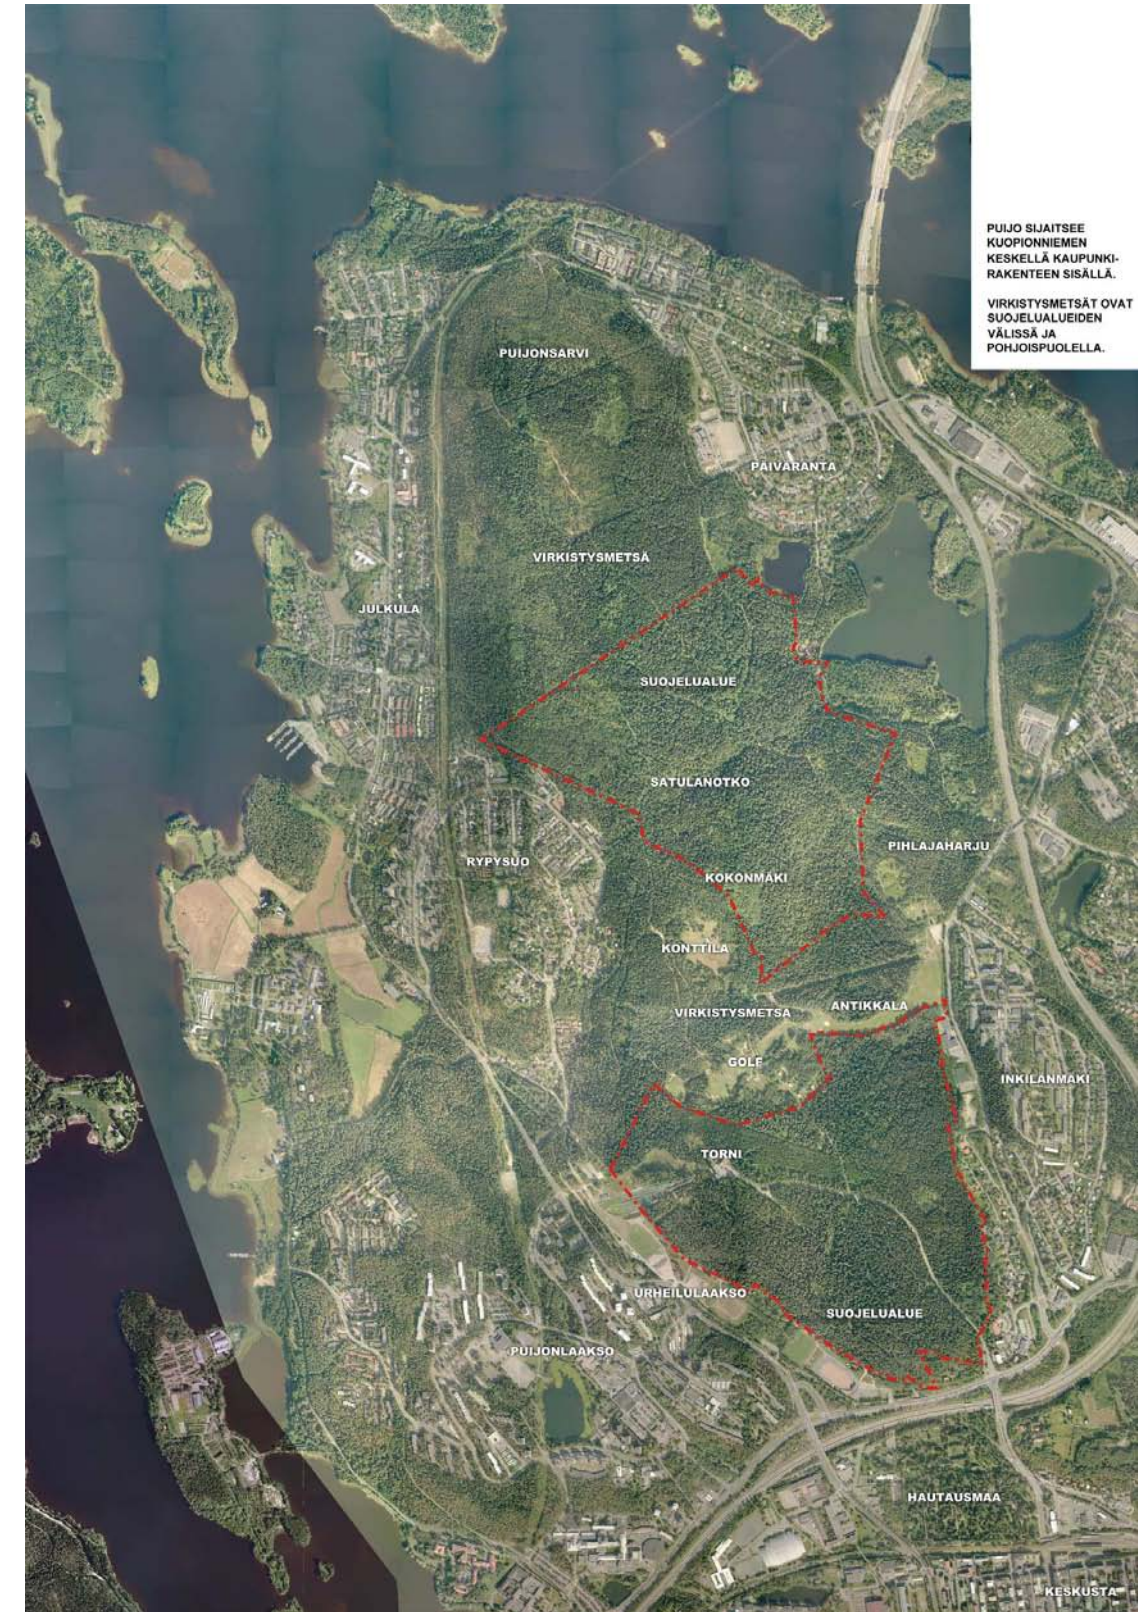 PUIJO SIJAITSEE
KUOPIONNIEMEN
KESKELLÄ KAUPUNKI-
RAKENTEEN SISÄLLÄ.
VIRKISTYSMETSÄT OVAT
SUOJELUALUEIDEN
VÄLISSÄ JA
POHJOISPUOLELLA.
PUIJONSARVI
PÄIVÄRANTA
VIRKISTYSMETSÄ
JULKULA
SUOJELUALUE
SATULANOTKO
PIHLAJAHARJU
RYPYSUO
KOKONMÄKI
KONTTILA
ANTIKKALA
VIRKISTYSMETSÄ
GOLF
INKILÄNMÄKI
TORNI
URHEILULAAKSO
SUOJELUALUE
PUIJONLAAKSO
HAUTAUSMAA
KESKUSTA